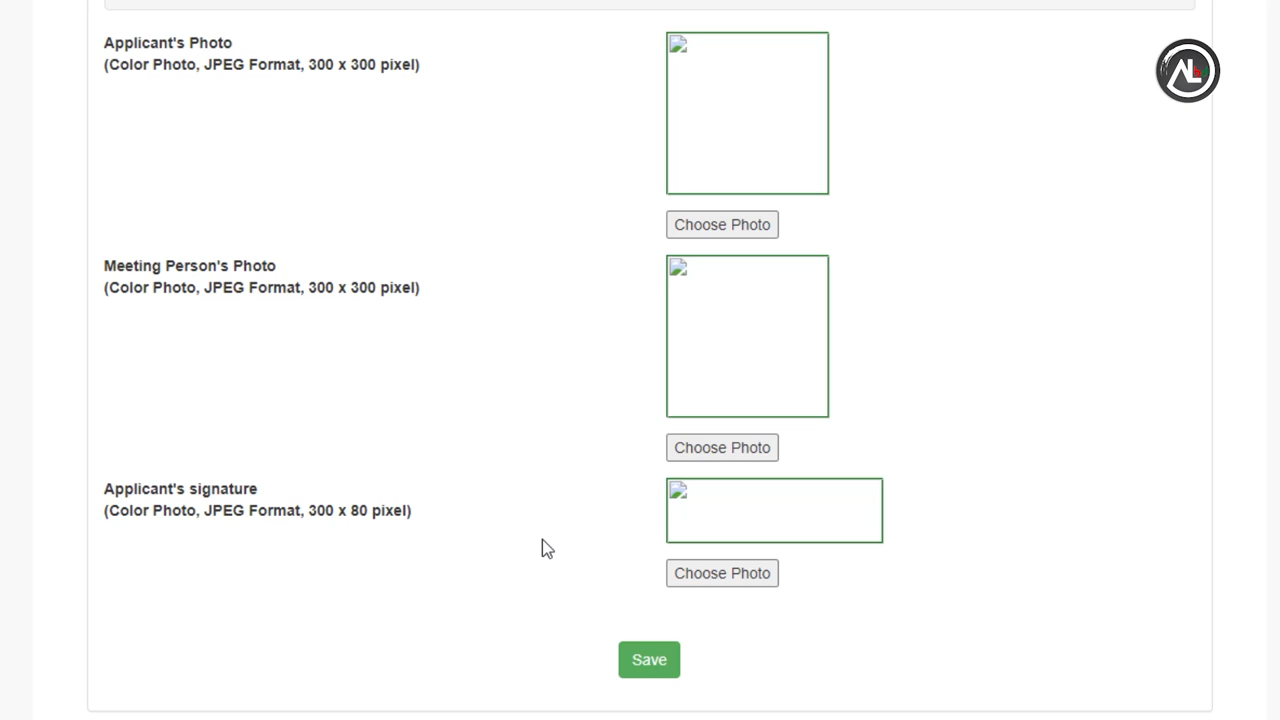 Applicant's Photo
(Color Photo, JPEG Format, 300 x 300 pixel)
Choose Photo
Meeting Person's Photo
(Color Photo, JPEG Format, 300 x 300 pixel)
Choose Photo
Applicant's signature
(Color Photo, JPEG Format, 300 x 80 pixel)
Choose Photo
Save